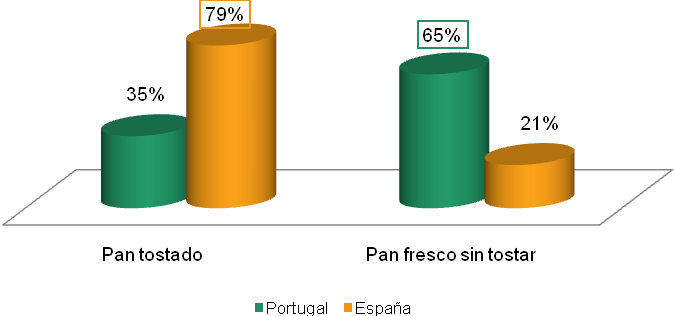 79%
65%
35%
21%
Pan tostado
Pan fresco sin tostar
Portugal
España